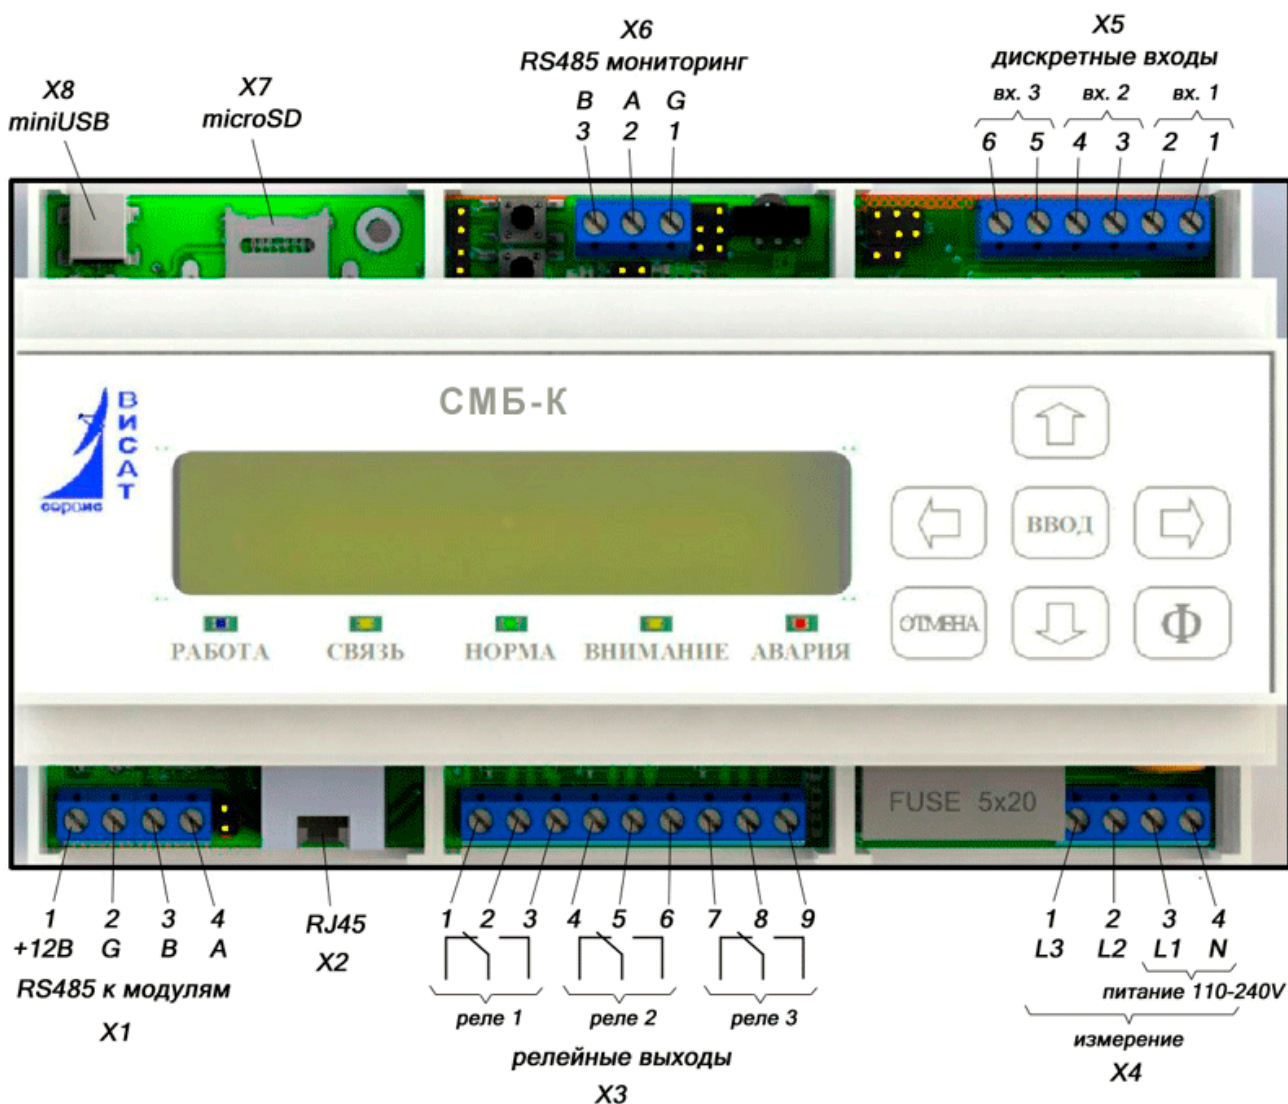 X6
RS485 мониторинг
B A G
3 2 1
X5
дискретные входы
вх. 3 вх. 2 вх. 1
6 5 4 3 2 1
X8
miniUSB
X7
microSD
ВИСАТ
сервис
СМБ-К
ВВОД
ОТМЕНА
Ф
РАБОТА СВЯЗЬ НОРМА ВНИМАНИЕ АВАРИЯ
FUSE 5x20
1 2 3 4
+12В G B A
RS485 к модулям
X1
RJ45
X2
1 2 3 4 5 6 7 8 9
реле 1 реле 2 реле 3
релейные выходы
X3
1 2 3 4
L3 L2 L1 N
питание 110-240V
измерение
X4